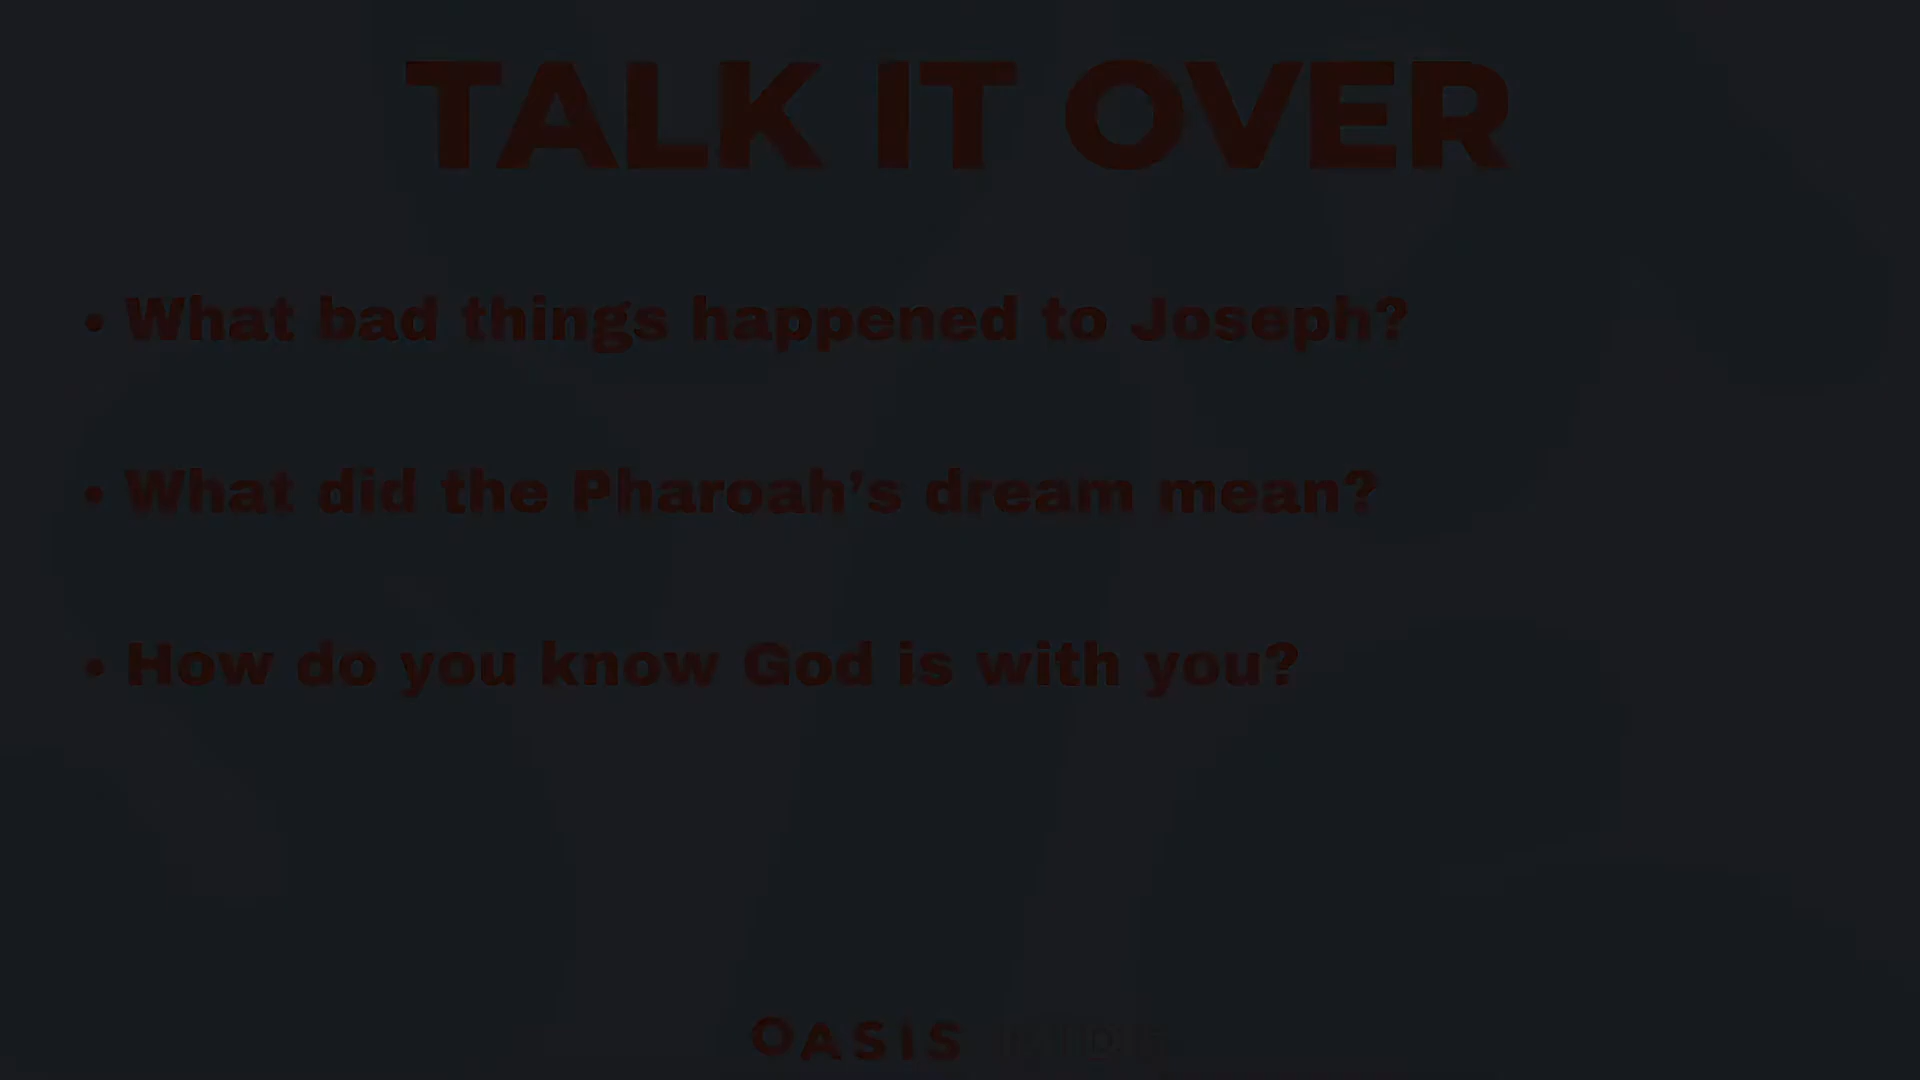 TALK IT OVER
• What bad things happened to Joseph?
• What did the Pharoah's dream mean?
• How do you know God is with you?
OASIS KIDS